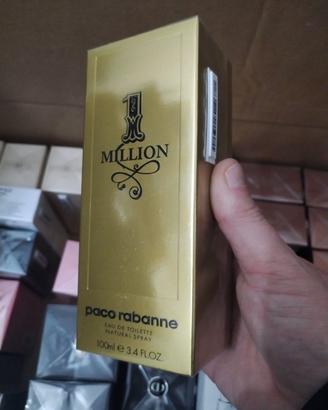 1
MILLION
paco rabanne
EAU DE TOILETTE
NATURAL SPRAY
100ml e 3.4 FL.OZ.